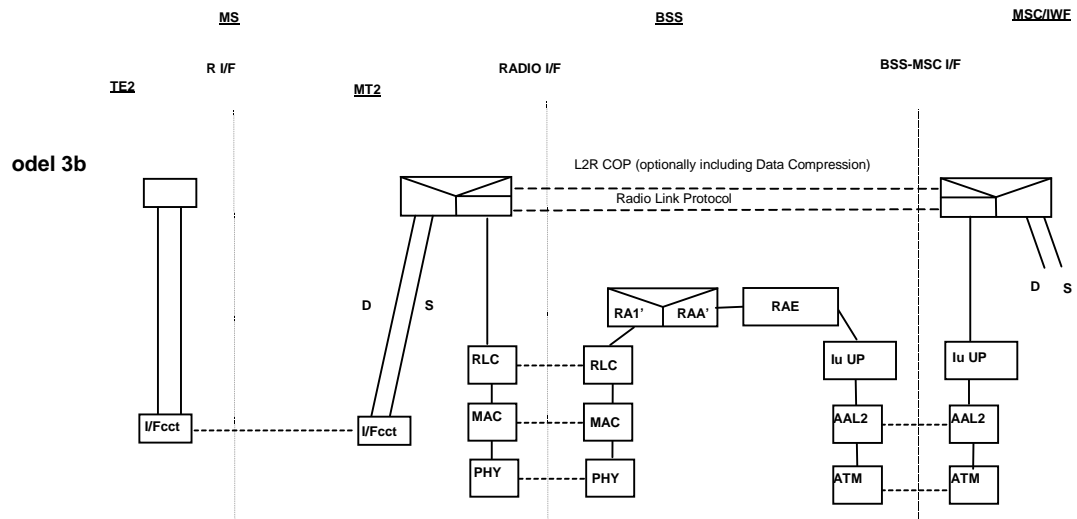 MS
BSS
MSC/IWF
R I/F
RADIO I/F
BSS-MSC I/F
TE2
MT2
odel 3b
L2R COP (optionally including Data Compression)
Radio Link Protocol
D
S
D
S
RA1'
RAA'
RAE
RLC
RLC
Iu UP
Iu UP
I/Fcct
I/Fcct
MAC
MAC
AAL2
AAL2
PHY
PHY
ATM
ATM